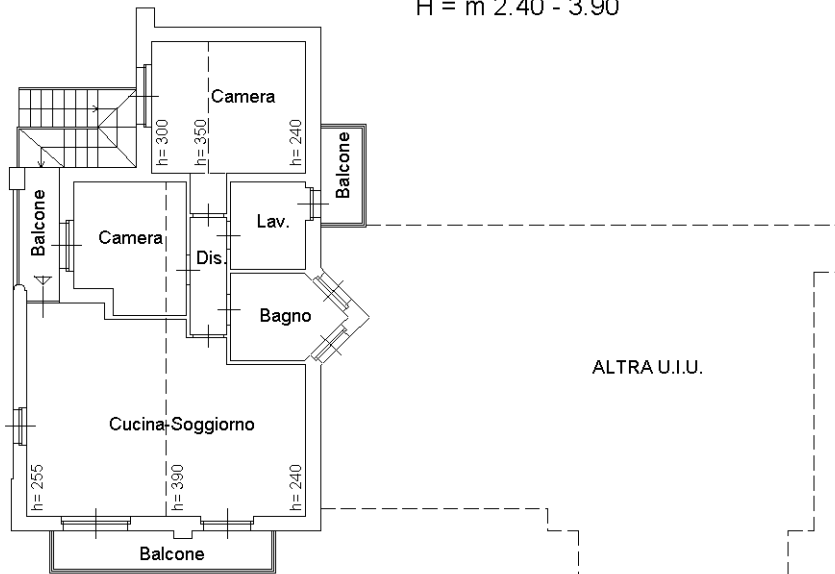 H = m 2.40 - 3.90
Camera
h= 300
h= 350
h= 240
Balcone
Balcone
Camera
Lav.
Dis.
Bagno
ALTRA U.I.U.
Cucina-Soggiorno
h= 255
h= 390
h= 240
Balcone